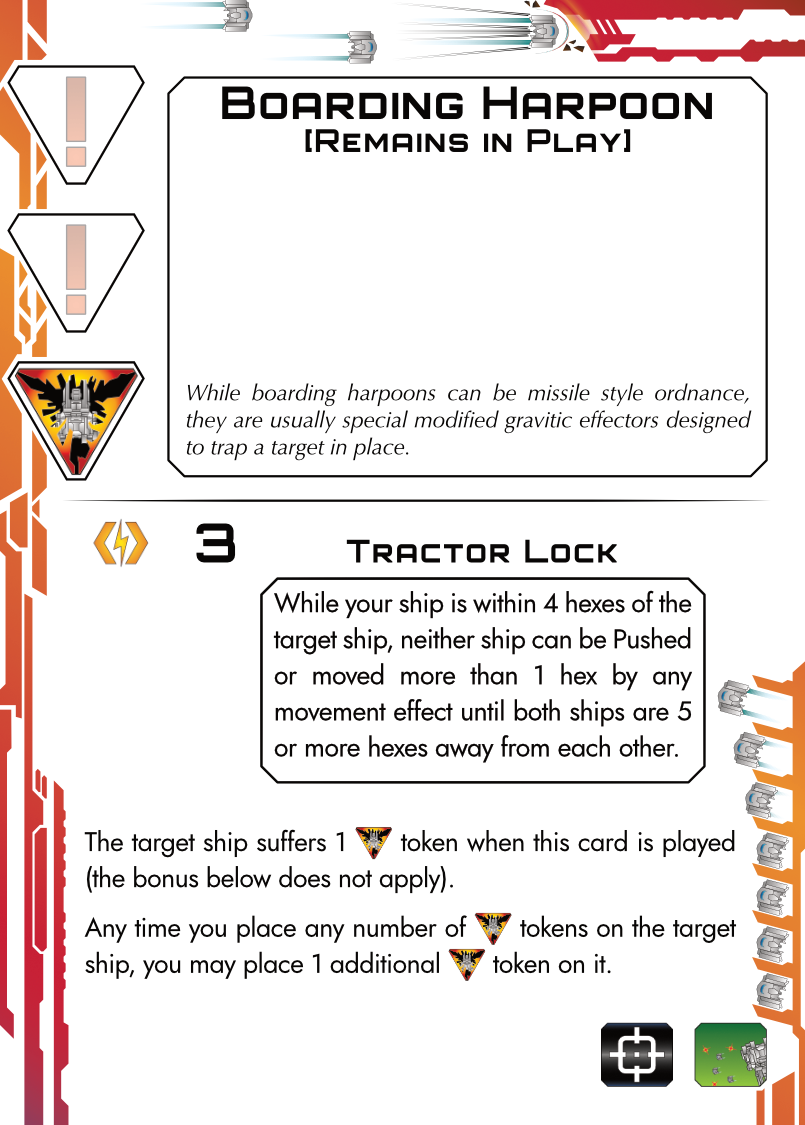 Boarding Harpoon
[Remains in Play]
While boarding harpoons can be missile style ordnance,
they are usually special modified gravitic effectors designed
to trap a target in place.
3
Tractor Lock
While your ship is within 4 hexes of the
target ship, neither ship can be Pushed
or moved more than 1 hex by any
movement effect until both ships are 5
or more hexes away from each other.
The target ship suffers 1 token when this card is played
(the bonus below does not apply).
Any time you place any number of tokens on the target
ship, you may place 1 additional token on it.